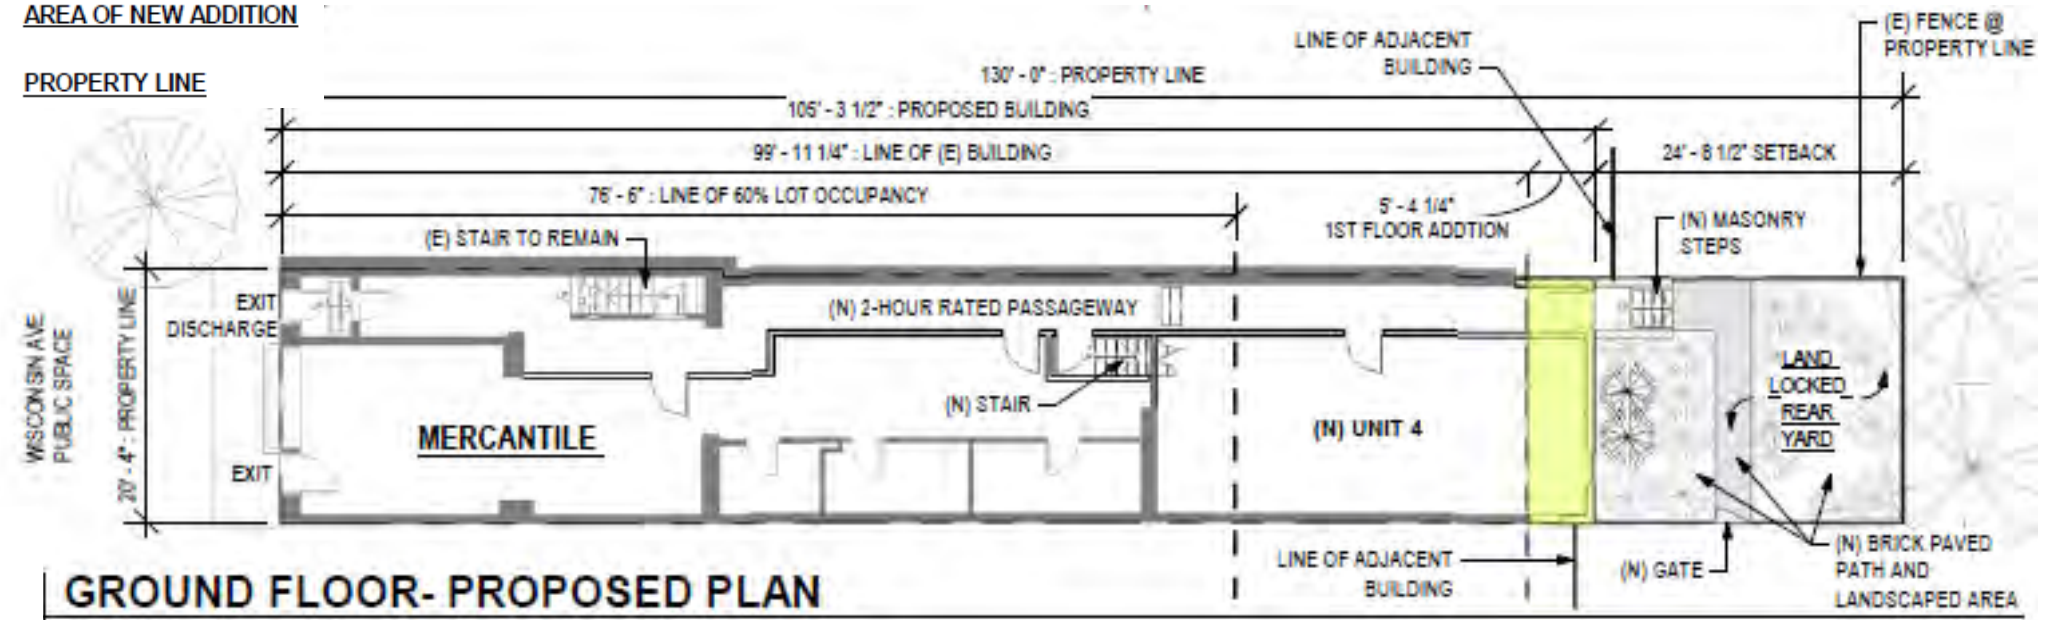 AREA OF NEW ADDITION
PROPERTY LINE
(E) FENCE @
PROPERTY LINE
LINE OF ADJACENT
BUILDING
130' - 0" : PROPERTY LINE
105' - 3 1/2" : PROPOSED BUILDING
99' - 11 1/4" : LINE OF (E) BUILDING
24' - 8 1/2" SETBACK
76' - 6" : LINE OF 60% LOT OCCUPANCY
5' - 4 1/4"
1ST FLOOR ADDTION
(N) MASONRY
STEPS
(E) STAIR TO REMAIN
EXIT
DISCHARGE
(N) 2-HOUR RATED PASSAGEWAY
WISCONSIN AVE.
PUBLIC SPACE
20' - 4" : PROPERTY LINE
LAND
LOCKED
REAR
YARD
(N) STAIR
MERCANTILE
(N) UNIT 4
EXIT
LINE OF ADJACENT
BUILDING
(N) GATE
(N) BRICK PAVED
PATH AND
LANDSCAPED AREA
GROUND FLOOR- PROPOSED PLAN